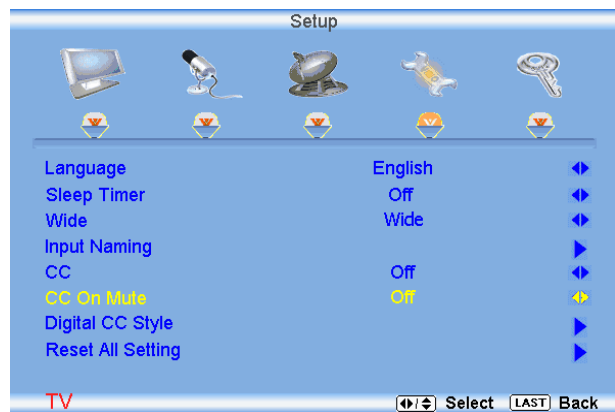 Setup
Language English
Sleep Timer Off
Wide Wide
Input Naming
CC Off
CC On Mute Off
Digital CC Style
Reset All Setting
TV / Select LAST Back